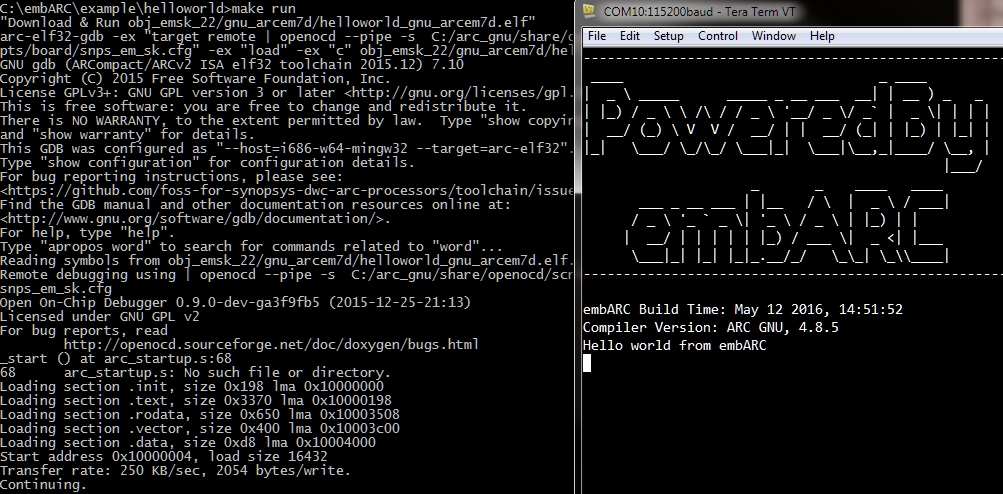 C:\embARC\example\helloworld>make run
"Download & Run obj_emsk_22/gnu_arcem7d/helloworld_gnu_arcem7d.elf"
arc-elf32-gdb -ex "target remote | openocd --pipe -s  C:/arc_gnu/share/
pts/board/snps_em_sk.cfg" -ex "load" -ex "c" obj_emsk_22/gnu_arcem7d/hel
GNU gdb (ARCompact/ARCv2 ISA elf32 toolchain 2015.12) 7.10
Copyright (C) 2015 Free Software Foundation, Inc.
License GPLv3+: GNU GPL version 3 or later <http://gnu.org/licenses/gpl.
This is free software: you are free to change and redistribute it.
There is NO WARRANTY, to the extent permitted by law.  Type "show copyin
and "show warranty" for details.
This GDB was configured as "--host=i686-w64-mingw32 --target=arc-elf32".
Type "show configuration" for configuration details.
For bug reporting instructions, please see:
<https://github.com/foss-for-synopsys-dwc-arc-processors/toolchain/issue
Find the GDB manual and other documentation resources online at:
<http://www.gnu.org/software/gdb/documentation/>.
For help, type "help".
Type "apropos word" to search for commands related to "word"...
Reading symbols from obj_emsk_22/gnu_arcem7d/helloworld_gnu_arcem7d.elf.
Remote debugging using | openocd --pipe -s  C:/arc_gnu/share/openocd/scr
snps_em_sk.cfg
Open On-Chip Debugger 0.9.0-dev-ga3f9fb5 (2015-12-25-21:13)
Licensed under GNU GPL v2
For bug reports, read
http://openocd.sourceforge.net/doc/doxygen/bugs.html
_start () at arc_startup.s:68
68      arc_startup.s: No such file or directory.
Loading section .init, size 0x198 lma 0x10000000
Loading section .text, size 0x3370 lma 0x10000198
Loading section .rodata, size 0x650 lma 0x10003508
Loading section .vector, size 0x400 lma 0x10003c00
Loading section .data, size 0xd8 lma 0x10004000
Start address 0x10000004, load size 16432
Transfer rate: 250 KB/sec, 2054 bytes/write.
Continuing.
COM10:115200baud - Tera Term VT
File Edit Setup Control Window Help
PoweredBy
embARC
embARC Build Time: May 12 2016, 14:51:52
Compiler Version: ARC GNU, 4.8.5
Hello world from embARC